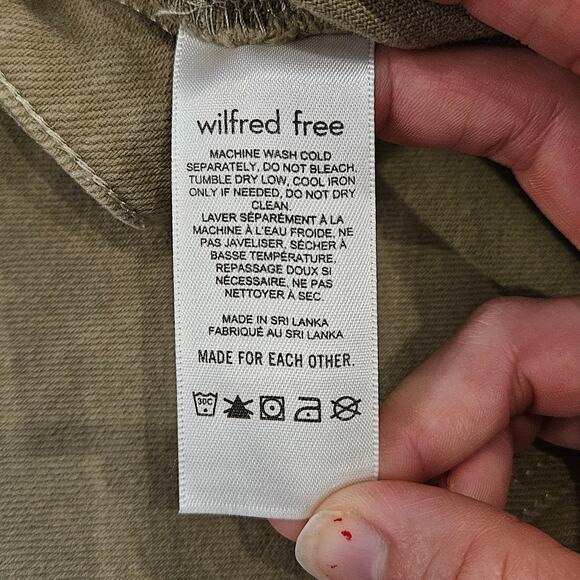 wilfred free
MACHINE WASH COLD
SEPARATELY, DO NOT BLEACH.
TUMBLE DRY LOW, COOL IRON
ONLY IF NEEDED, DO NOT DRY
CLEAN.
LAVER SÉPARÉMENT À LA
MACHINE À L'EAU FROIDE, NE
PAS JAVELISER, SÉCHER À
BASSE TEMPÉRATURE,
REPASSAGE DOUX SI
NÉCESSAIRE, NE PAS
NETTOYER À SEC.
MADE IN SRI LANKA
FABRIQUÉ AU SRI LANKA
MADE FOR EACH OTHER.
30C